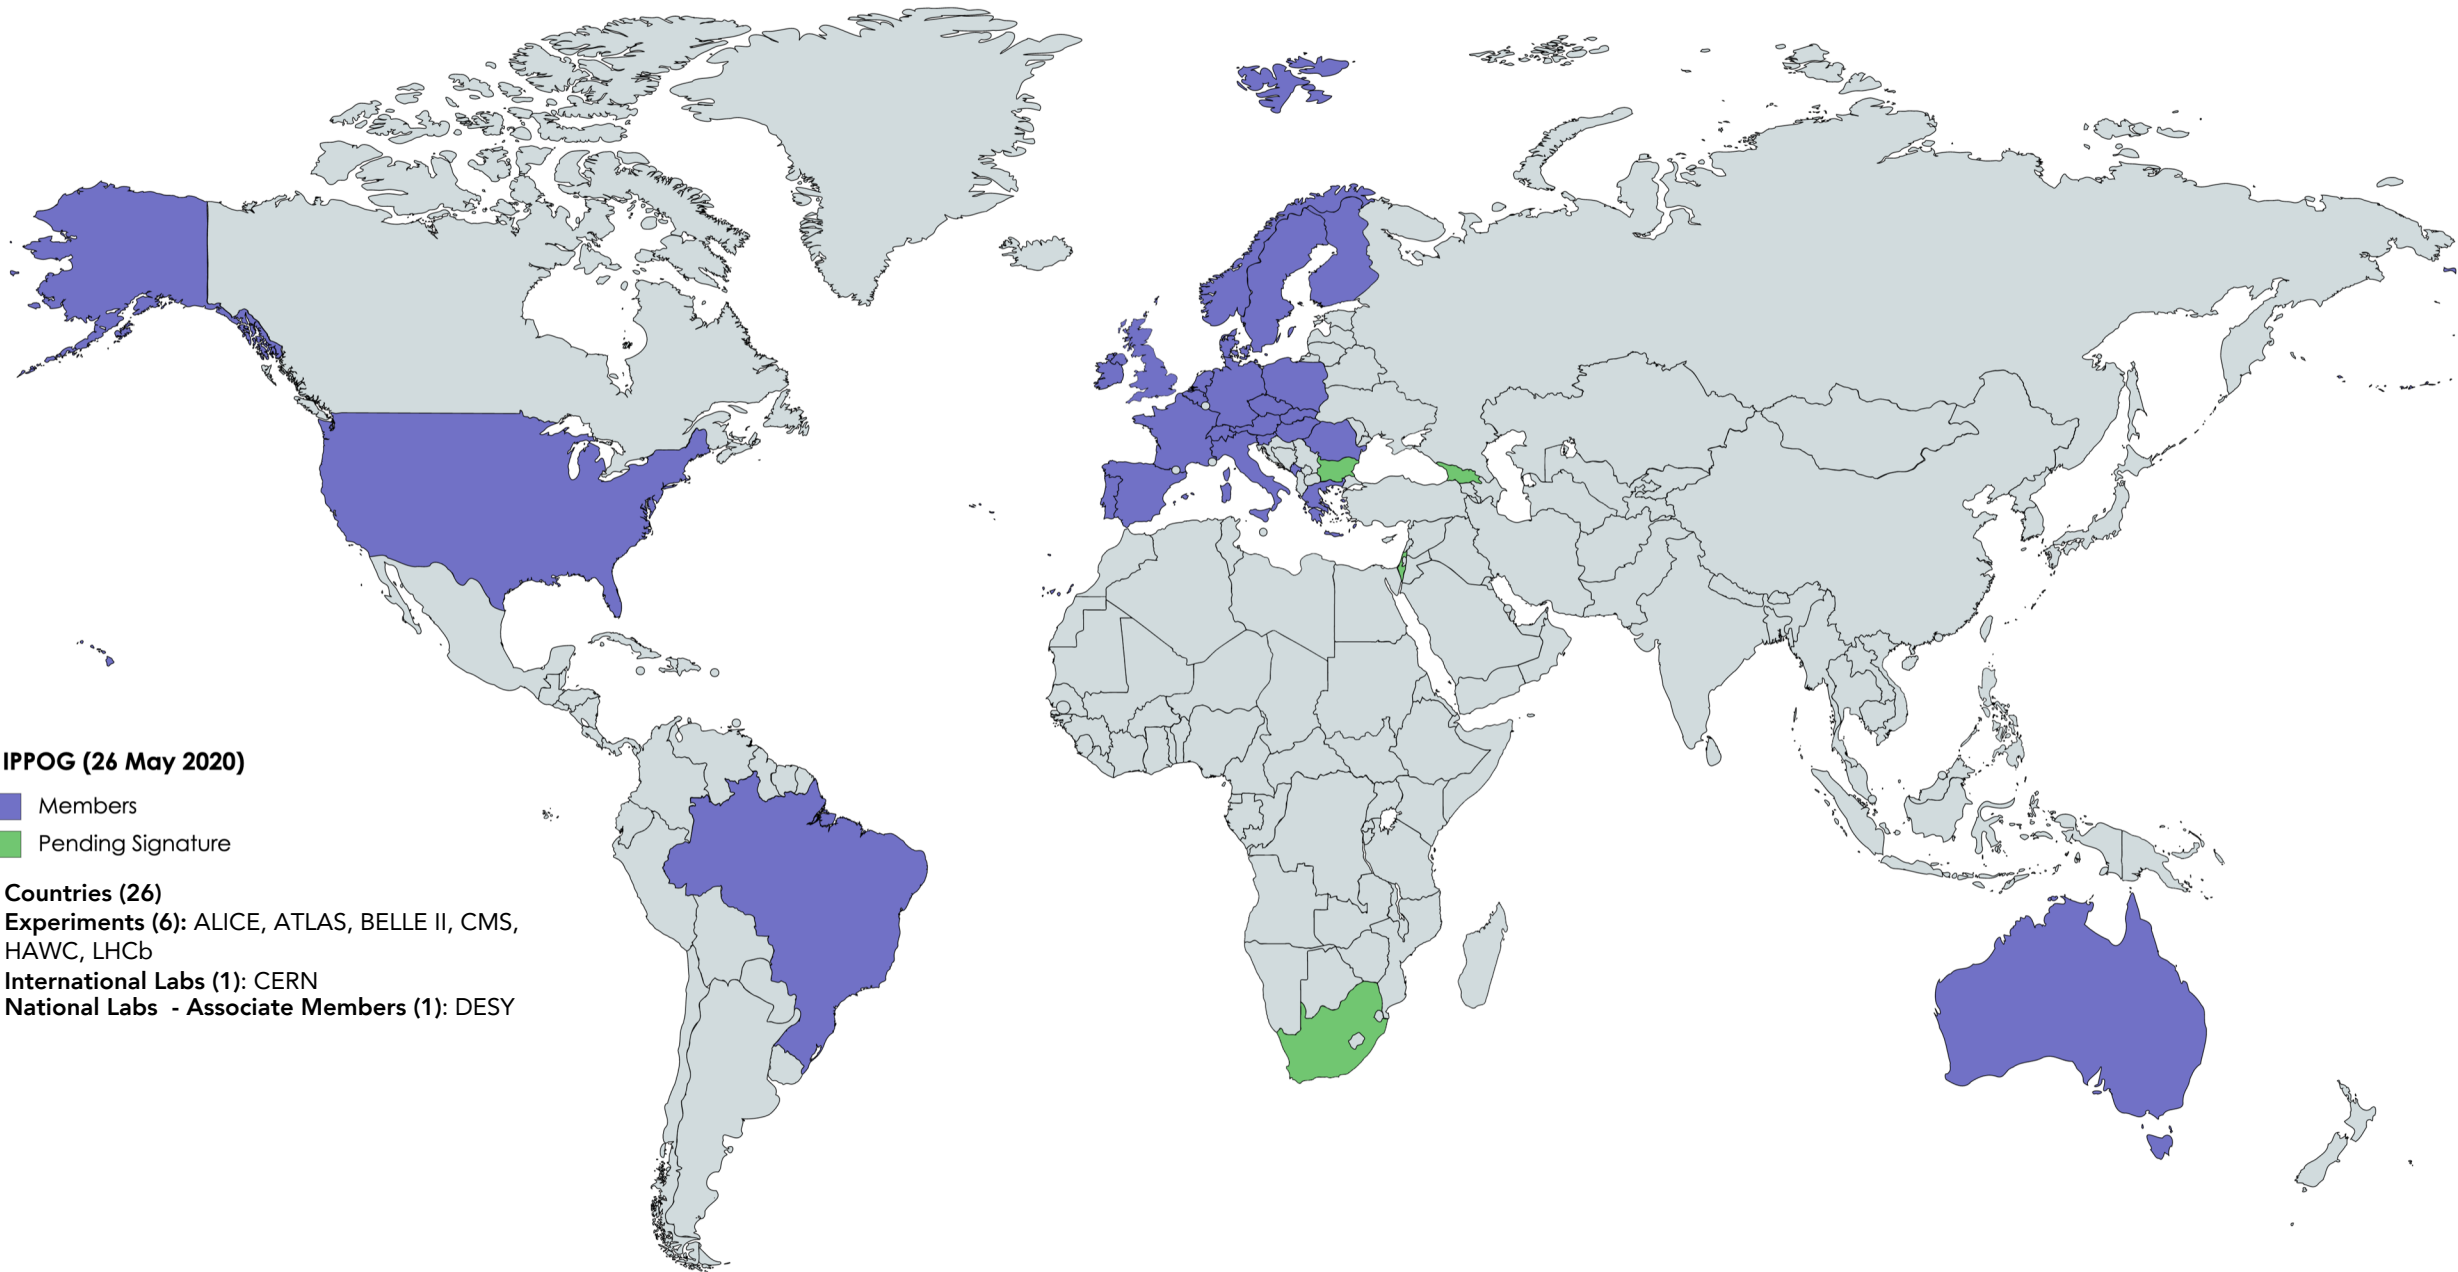 IPPOG (26 May 2020)
Members
Pending Signature
Countries (26)
Experiments (6): ALICE, ATLAS, BELLE II, CMS,
HAWC, LHCb
International Labs (1): CERN
National Labs - Associate Members (1): DESY